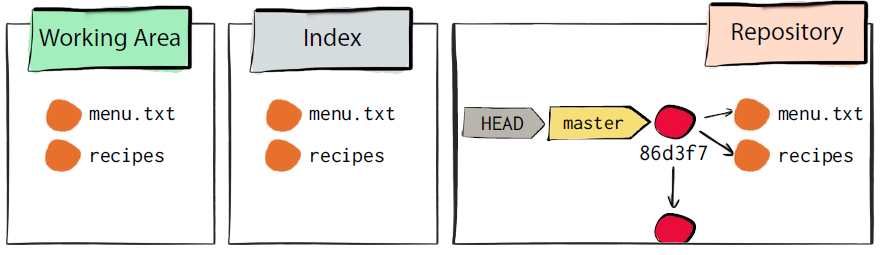 Working Area
Index
Repository
menu.txt
recipes
menu.txt
recipes
HEAD
master
86d3f7
menu.txt
recipes